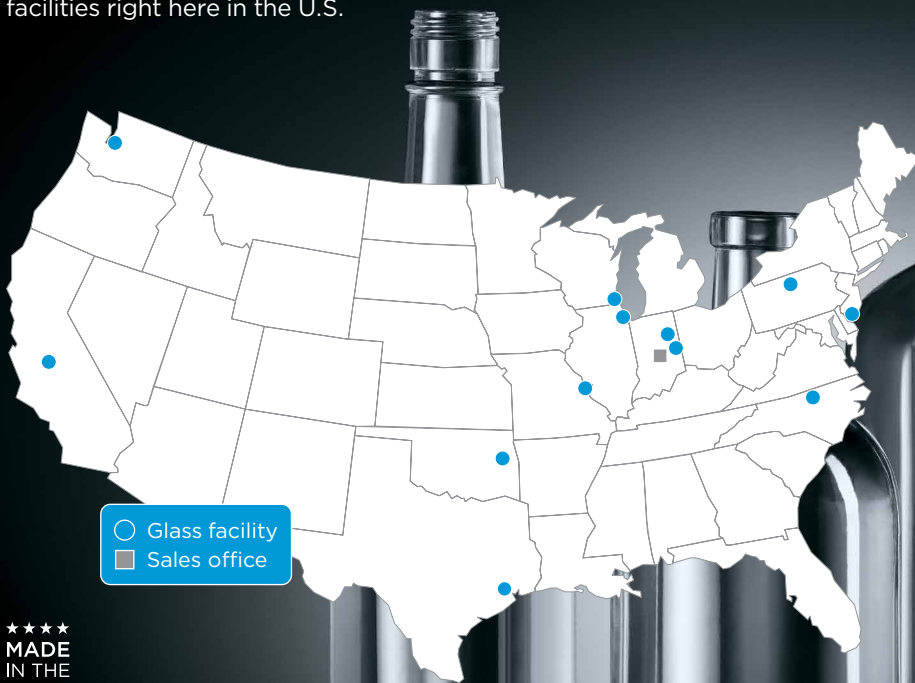 facilities right here in the U.S.
Glass facility
Sales office
MADE
IN THE